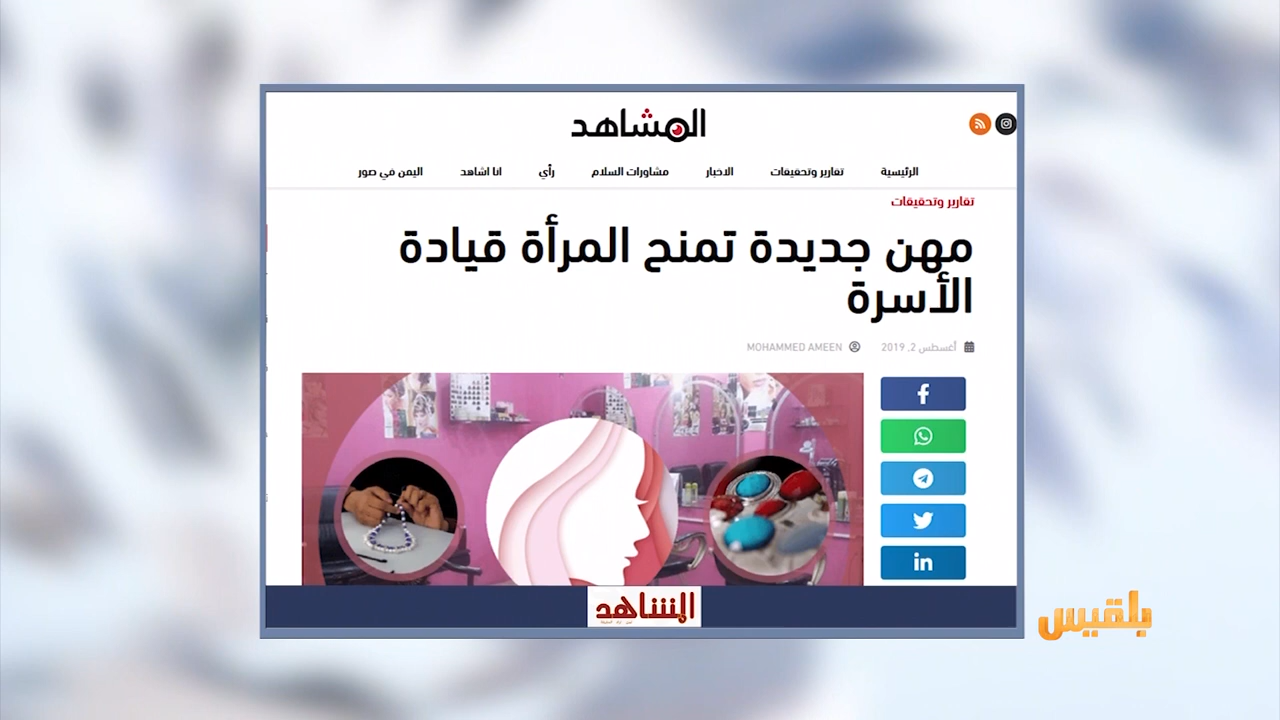 المشاهد
الرئيسية تقارير وتحقيقات الاخبار مشاورات السلام رأي انا اشاهد اليمن في صور
تقارير وتحقيقات
مهن جديدة تمنح المرأة قيادة
الأسرة
أغسطس 2, 2019 MOHAMMED AMEEN
المشاهد
بلقيس